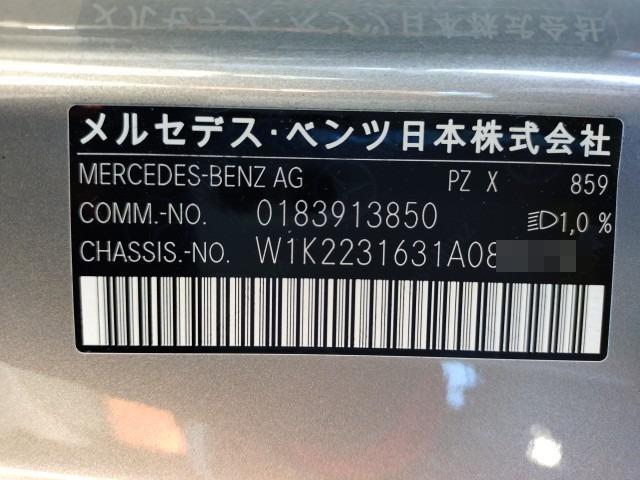 メルセデス・ベンツ日本株式会社
MERCEDES-BENZ AG PZ X 859
COMM.-NO. 0183913850 1,0 %
CHASSIS.-NO. W1K2231631A08